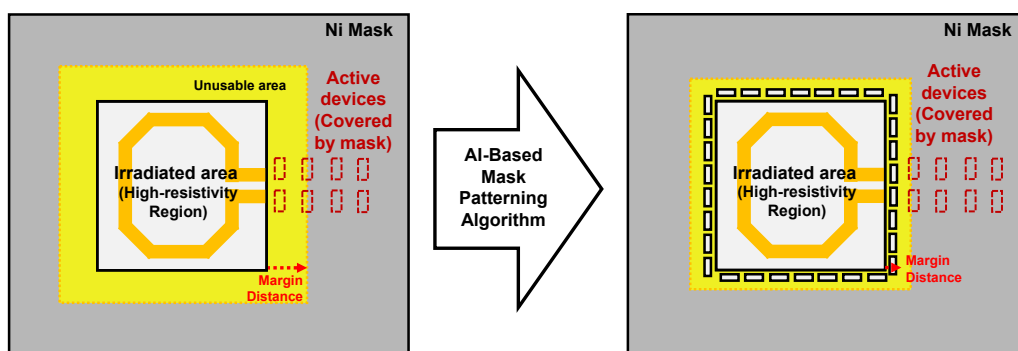 Ni Mask
Unusable area
Active
devices
(Covered
by mask)
Irradiated area
(High-resistivity
Region)
Margin
Distance
AI-Based
Mask
Patterning
Algorithm
Ni Mask
Active
devices
(Covered
by mask)
Irradiated area
(High-resistivity
Region)
Margin
Distance